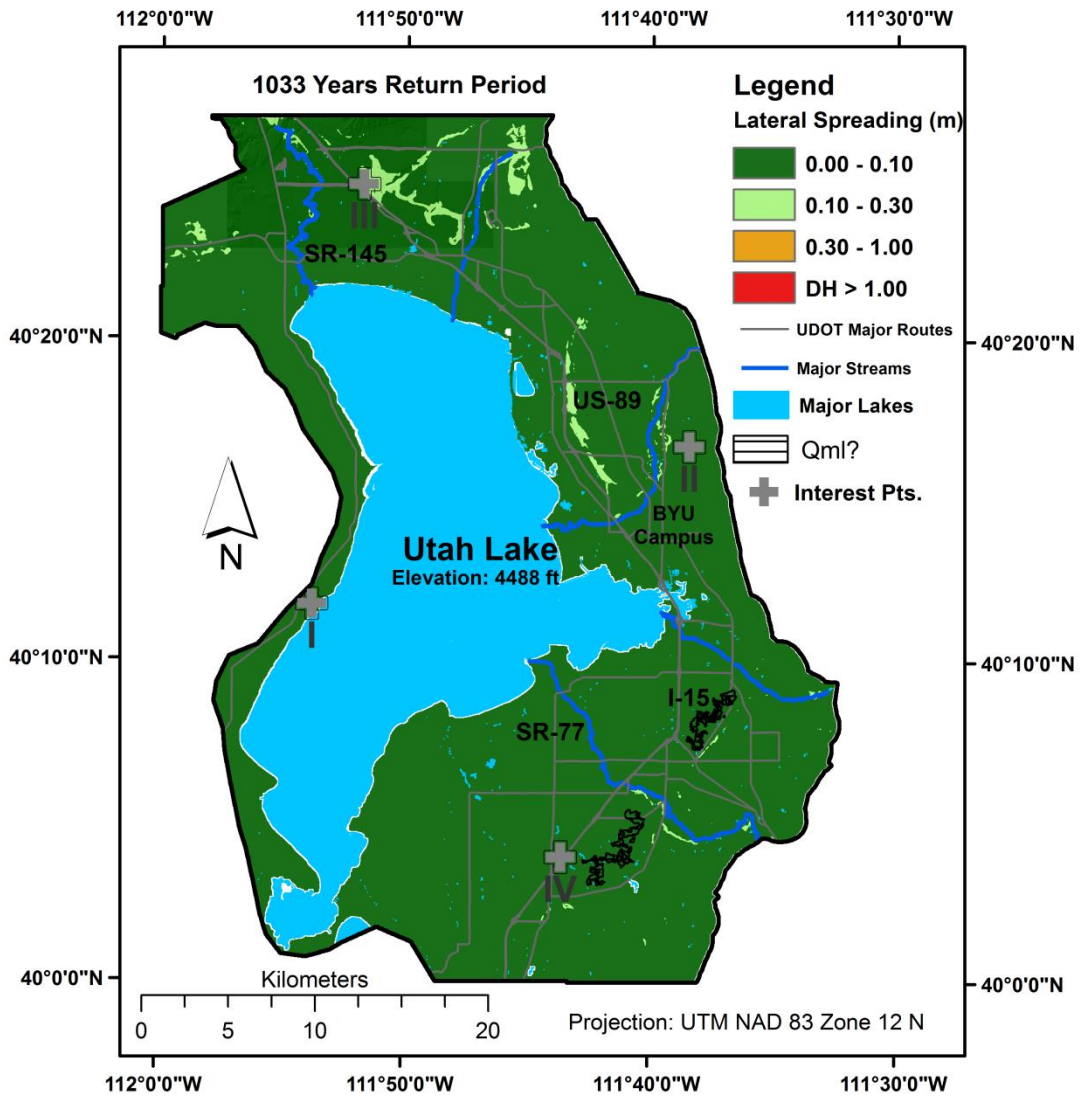 112°0'0"W 111°50'0"W 111°40'0"W 111°30'0"W
1033 Years Return Period
Legend
Lateral Spreading (m)
0.00 - 0.10
0.10 - 0.30
0.30 - 1.00
DH > 1.00
UDOT Major Routes
Major Streams
Major Lakes
Qml?
Interest Pts.
III
SR-145
40°20'0"N 40°20'0"N
US-89
II
BYU
Campus
N
Utah Lake
Elevation: 4488 ft
I
40°10'0"N 40°10'0"N
I-15
SR-77
IV
40°0'0"N 40°0'0"N
Kilometers
0 5 10 20
Projection: UTM NAD 83 Zone 12 N
112°0'0"W 111°50'0"W 111°40'0"W 111°30'0"W